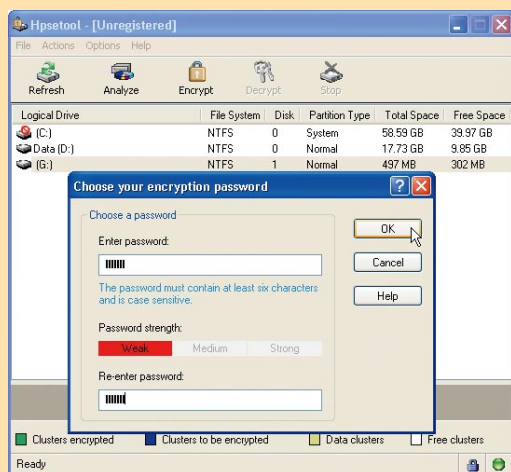 Hpsetool - [Unregistered]
File Actions Options Help
Refresh Analyze Encrypt Decrypt Stop
Logical Drive File System Disk Partition Type Total Space Free Space
(C:) NTFS 0 System 58.59 GB 39.97 GB
Data (D:) NTFS 0 Normal 17.73 GB 9.85 GB
(G:) NTFS 1 Normal 497 MB 302 MB
Choose your encryption password
Choose a password
Enter password:
The password must contain at least six characters
and is case sensitive.
Password strength:
Weak Medium Strong
Re-enter password:
OK
Cancel
Help
Clusters encrypted Clusters to be encrypted Data clusters Free clusters
Ready